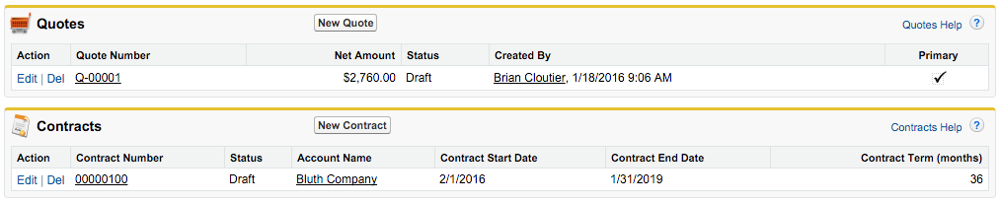 Quotes New Quote Quotes Help ?
Action Quote Number Net Amount Status Created By Primary
Edit | Del Q-00001 $2,760.00 Draft Brian Cloutier, 1/18/2016 9:06 AM
Contracts New Contract Contracts Help ?
Action Contract Number Status Account Name Contract Start Date Contract End Date Contract Term (months)
Edit | Del 00000100 Draft Bluth Company 2/1/2016 1/31/2019 36